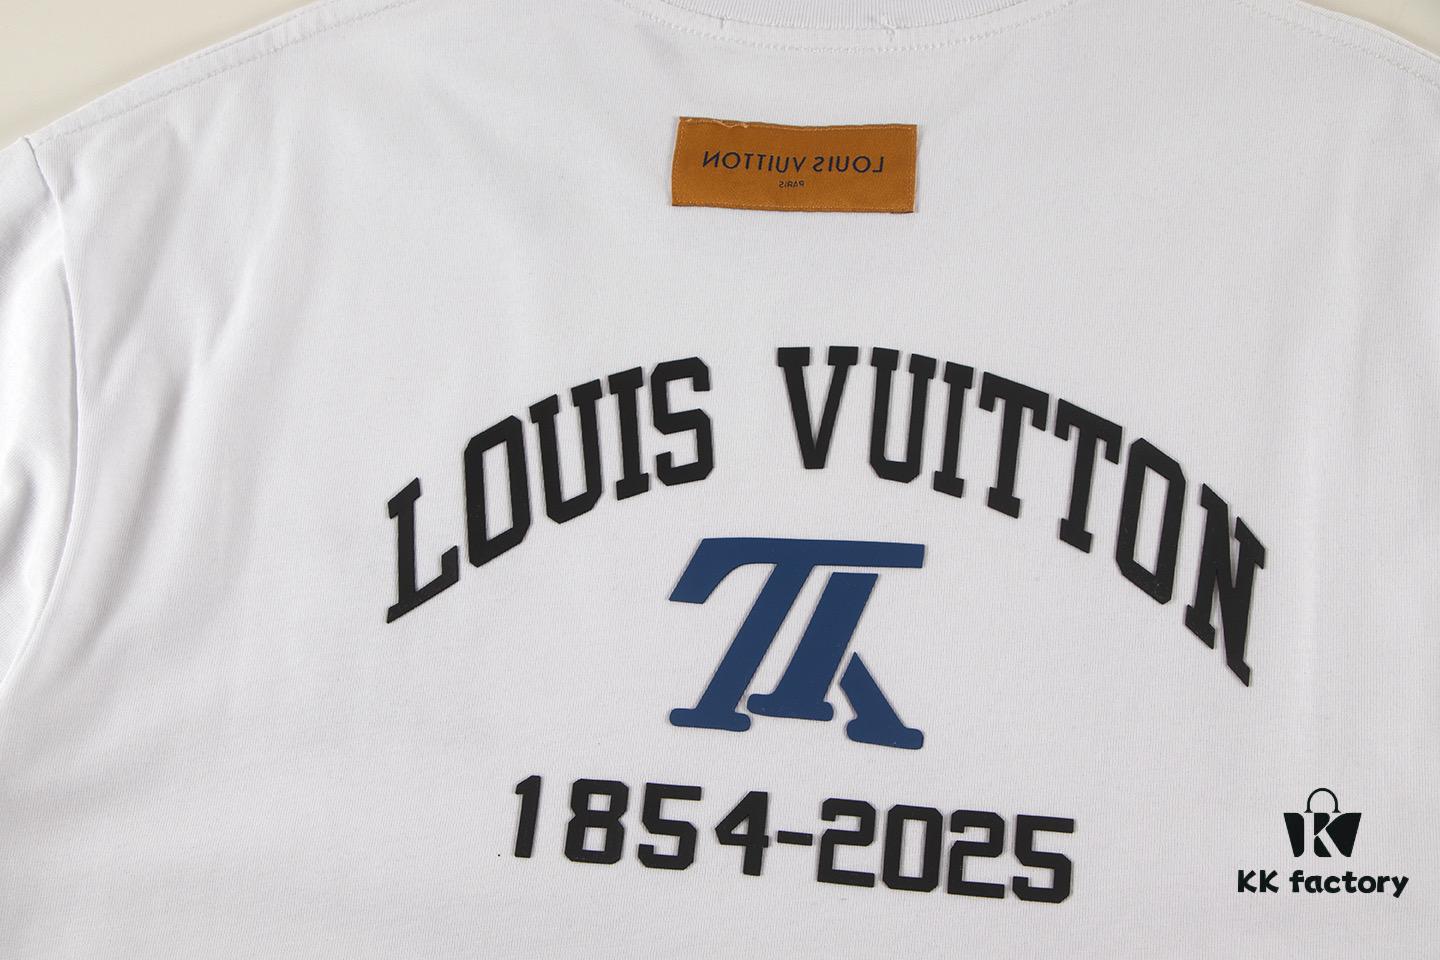 LOUIS VUITTON
PARIS
LOUIS VUITTON
1854-2025
K
KK factory